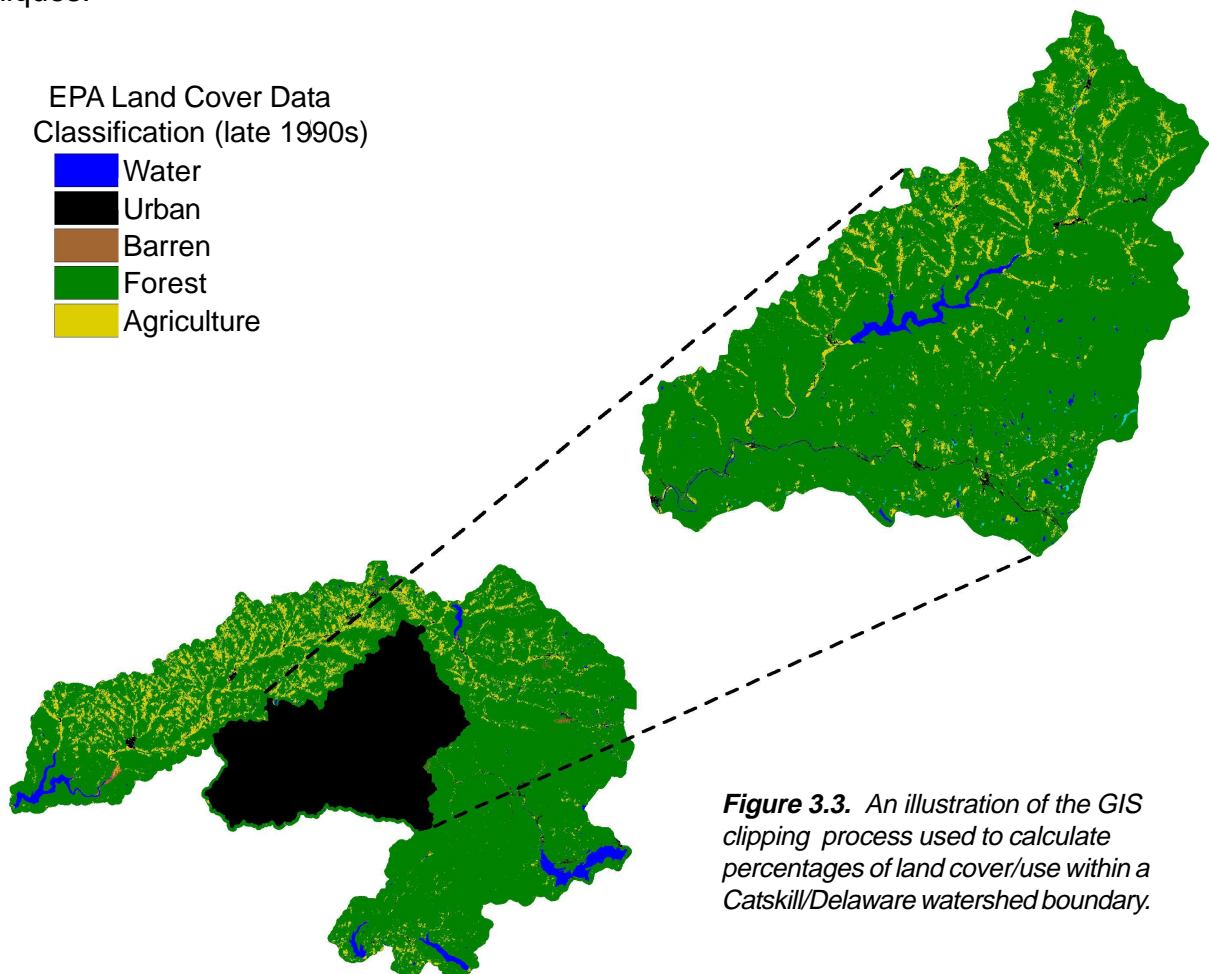 EPA Land Cover Data
Classification (late 1990s)
Water
Urban
Barren
Forest
Agriculture
Figure 3.3. An illustration of the GIS
clipping process used to calculate
percentages of land cover/use within a
Catskill/Delaware watershed boundary.